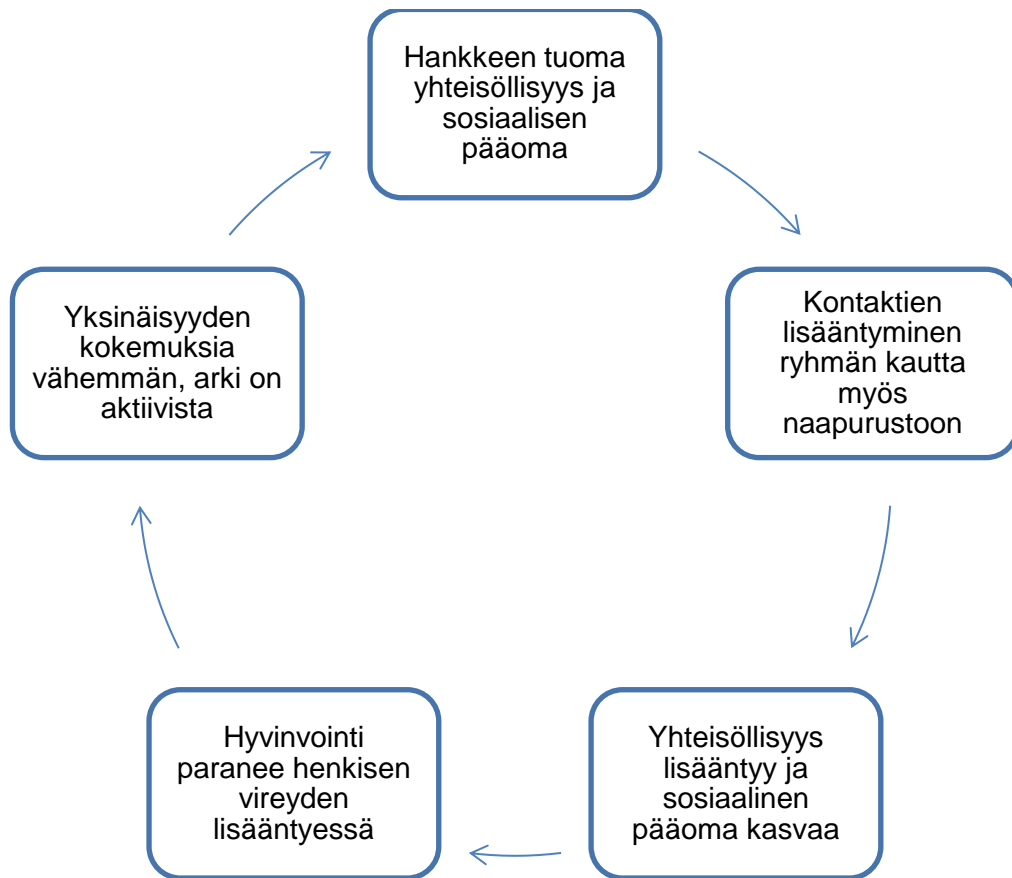 Hankkeen tuoma
yhteisöllisyys ja
sosiaalisen
pääoma
Kontaktien
lisääntyminen
ryhmän kautta
myös
naapurustoon
Yhteisöllisyys
lisääntyy ja
sosiaalinen
pääoma kasvaa
Hyvinvointi
paranee henkisen
vireyden
lisääntyessä
Yksinäisyyden
kokemuksia
vähemmän, arki on
aktiivista